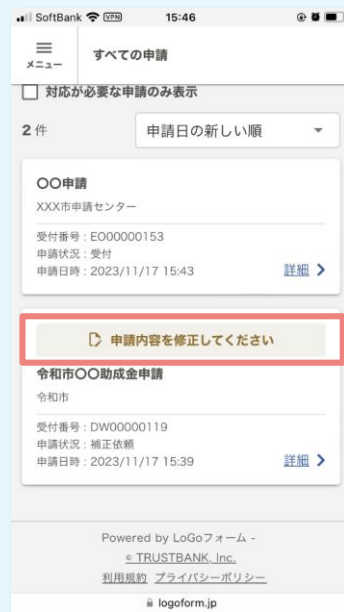 SoftBank VPN 15:46
メニュー
すべての申請
対応が必要な申請のみ表示
2 件
申請日の新しい順
〇〇申請
XXX市申請センター
受付番号 : EO00000153
申請状況 : 受付
申請日時 : 2023/11/17 15:43
詳細
申請内容を修正してください
令和市〇〇助成金申請
令和市
受付番号 : DW00000119
申請状況 : 補正依頼
申請日時 : 2023/11/17 15:39
詳細
Powered by LoGoフォーム -
© TRUSTBANK, Inc.
利用規約 プライバシーポリシー
logoform.jp